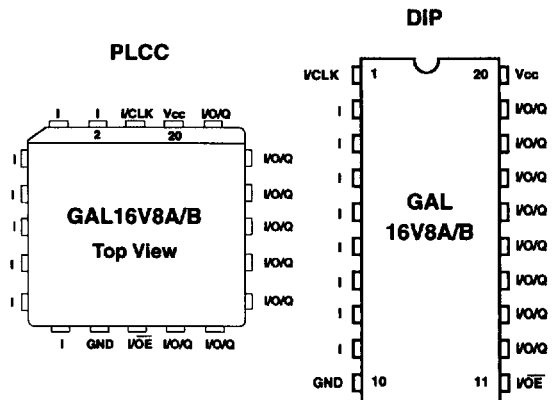 DIP
PLCC
I I I/CLK Vcc I/O/Q
2 20
I I/O/Q
I I/O/Q
I I/O/Q
I I/O/Q
I I/O/Q
GAL16V8A/B
Top View
I GND I/OE I/O/Q I/O/Q
I/CLK 1 20 Vcc
I I/O/Q
I I/O/Q
I I/O/Q
I I/O/Q
I I/O/Q
I I/O/Q
I I/O/Q
I I/O/Q
GAL
16V8A/B
GND 10 11 I/OE